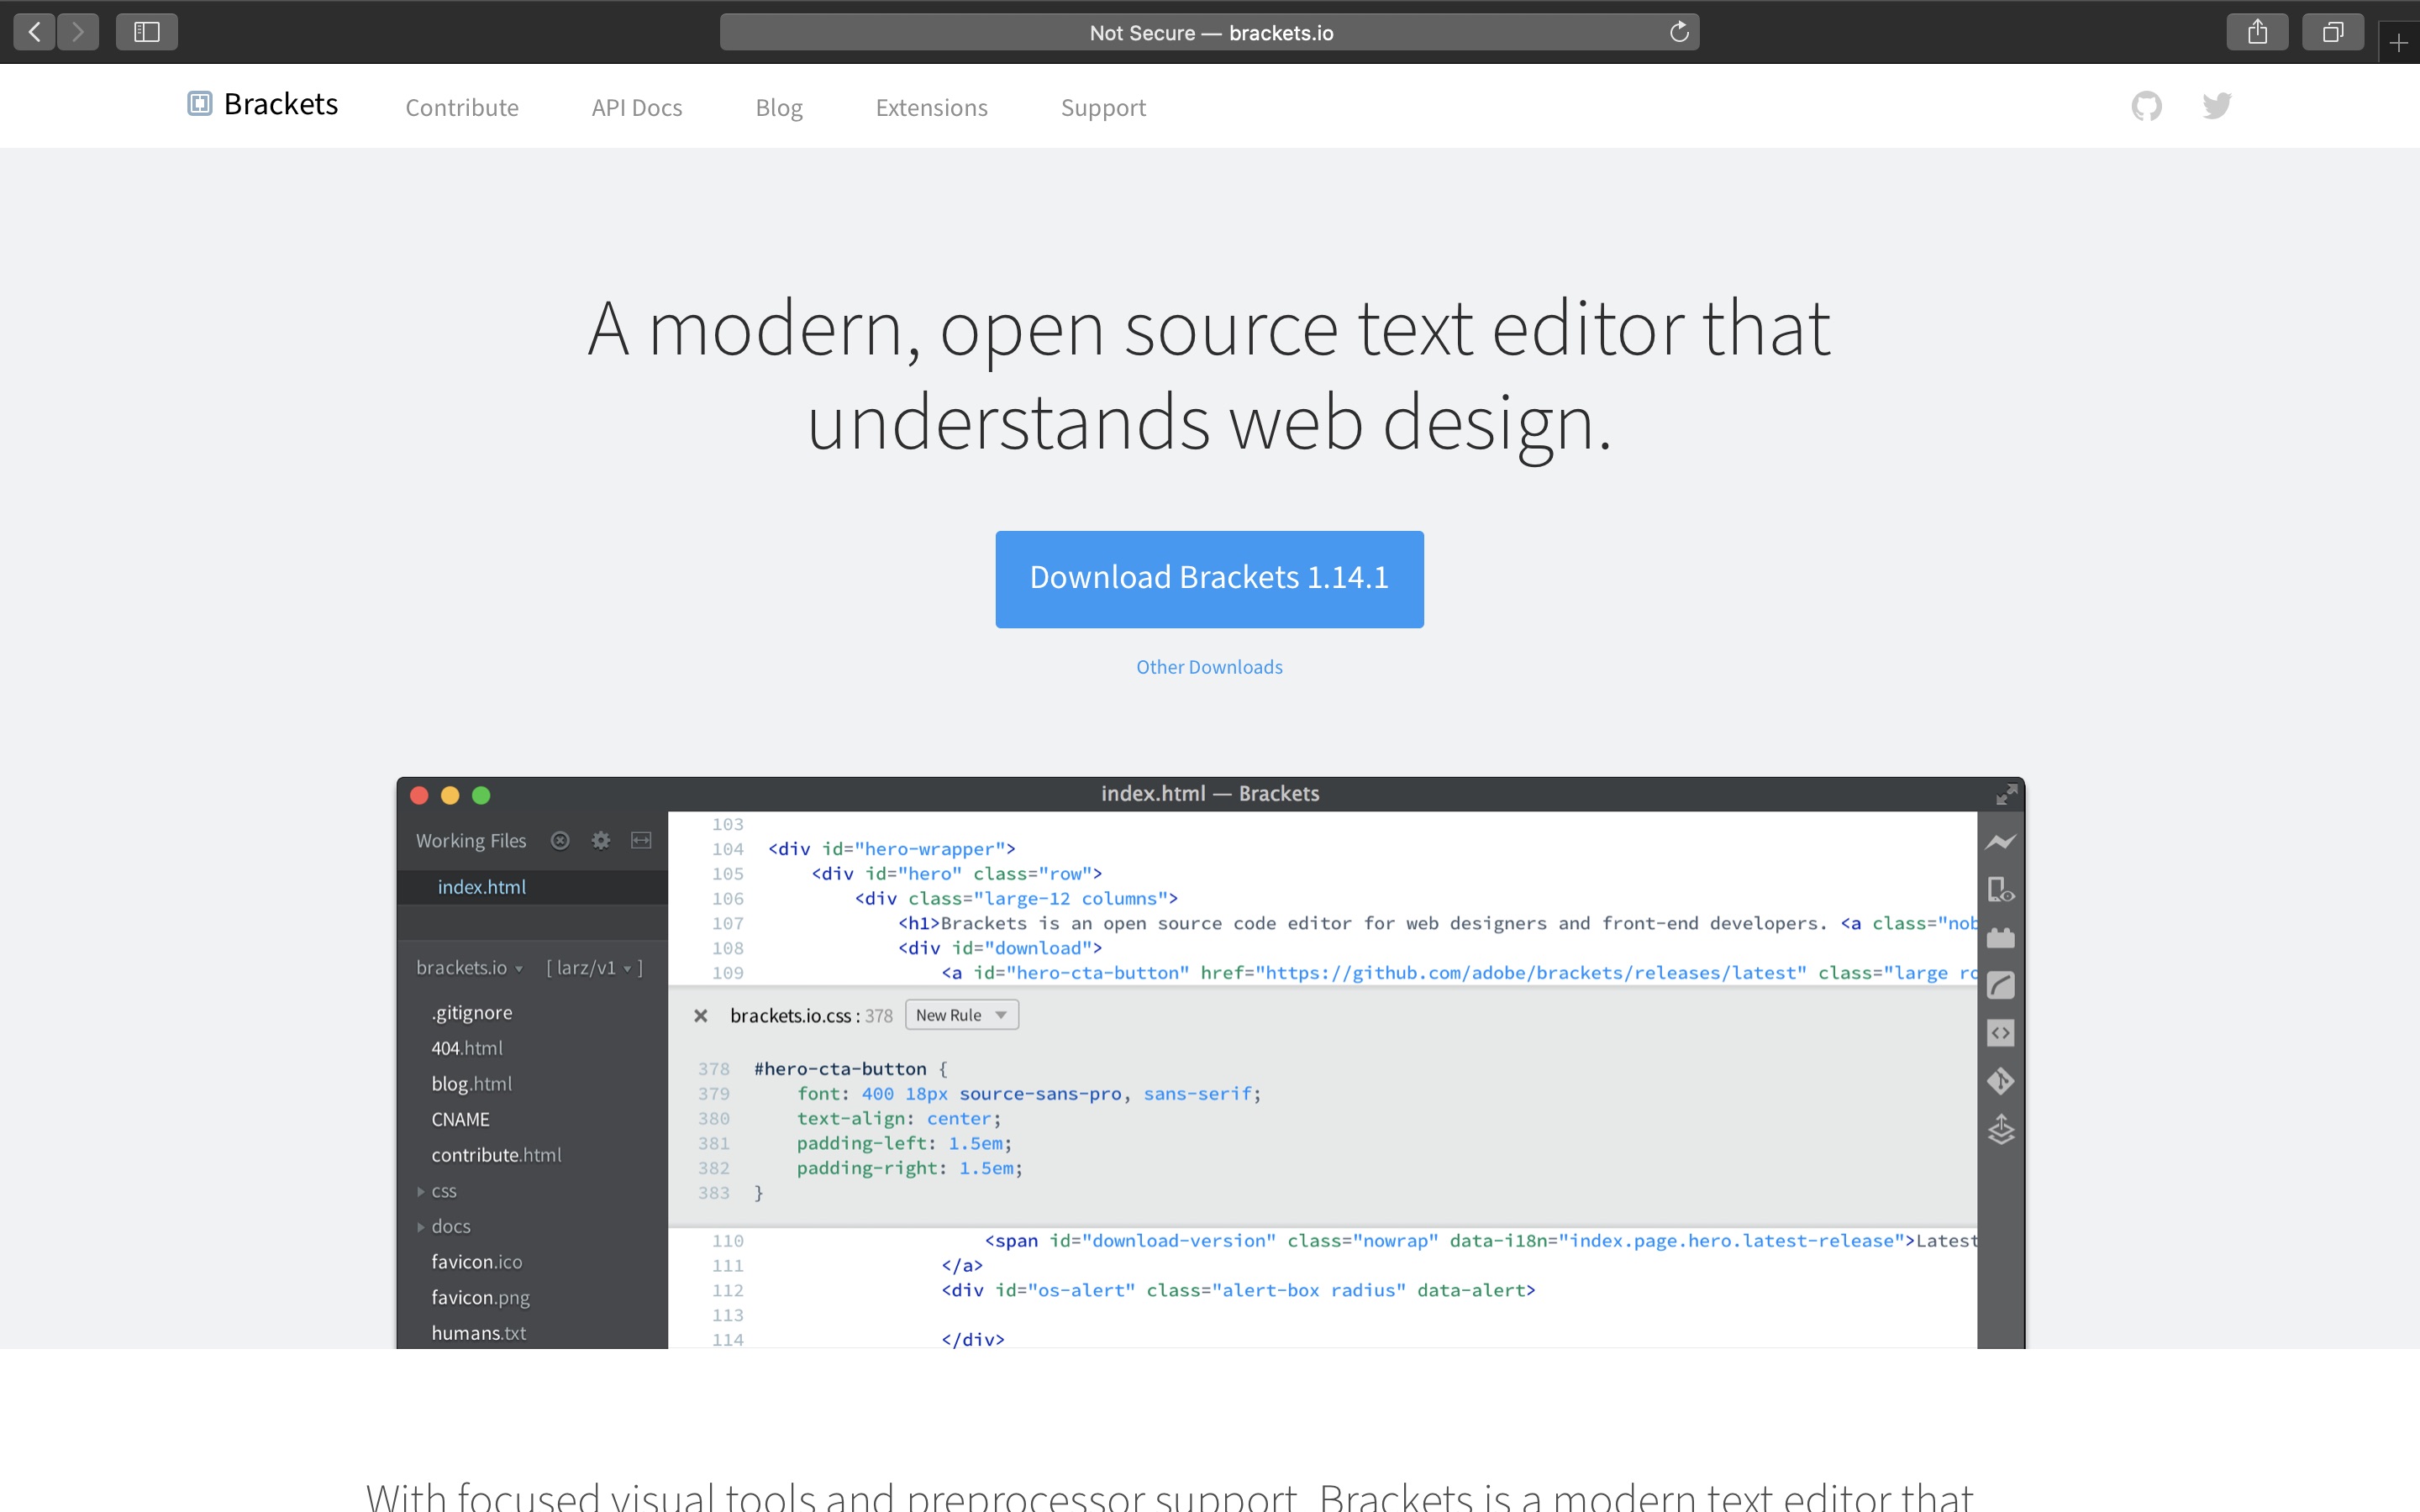 Not Secure — brackets.io
Brackets Contribute API Docs Blog Extensions Support
A modern, open source text editor that
understands web design.
Download Brackets 1.14.1
Other Downloads
index.html — Brackets
Working Files
index.html
brackets.io [ larz/v1 ]
.gitignore
404.html
blog.html
CNAME
contribute.html
css
docs
favicon.ico
favicon.png
humans.txt
103
104 <div id="hero-wrapper">
105 <div id="hero" class="row">
106 <div class="large-12 columns">
107 <h1>Brackets is an open source code editor for web designers and front-end developers. <a class="nob
108 <div id="download">
109 <a id="hero-cta-button" href="https://github.com/adobe/brackets/releases/latest" class="large ro
brackets.io.css : 378 New Rule
378 #hero-cta-button {
379 font: 400 18px source-sans-pro, sans-serif;
380 text-align: center;
381 padding-left: 1.5em;
382 padding-right: 1.5em;
383 }
110 <span id="download-version" class="nowrap" data-i18n="index.page.hero.latest-release">Latest
111 </a>
112 <div id="os-alert" class="alert-box radius" data-alert>
113
114 </div>
With focused visual tools and preprocessor support, Brackets is a modern text editor that